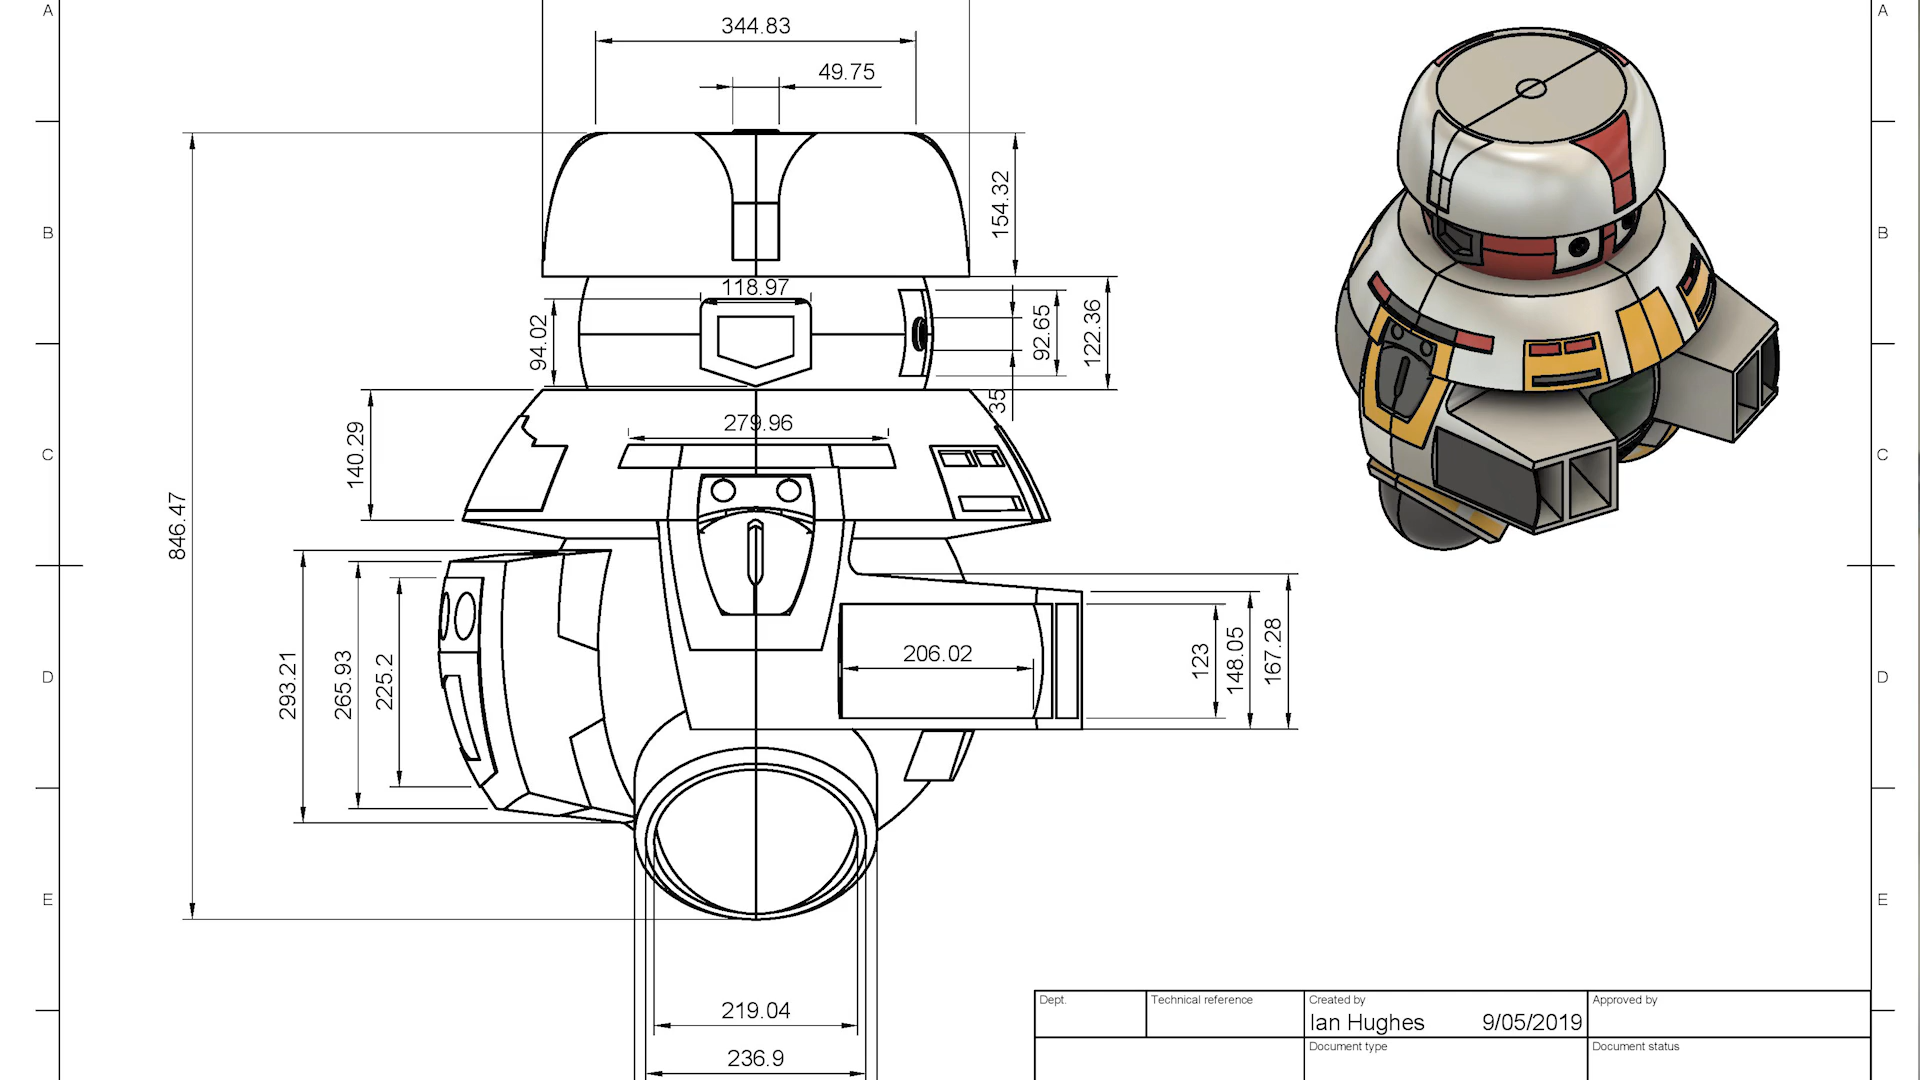 A
A
344.83
49.75
154.32
B
B
118.97
94.02
92.65
122.36
35
279.96
140.29
C
C
846.47
206.02
123
148.05
167.28
293.21
265.93
225.2
D
D
E
E
219.04
236.9
Dept.
Technical reference
Created by
Approved by
Ian Hughes 9/05/2019
Document type
Document status